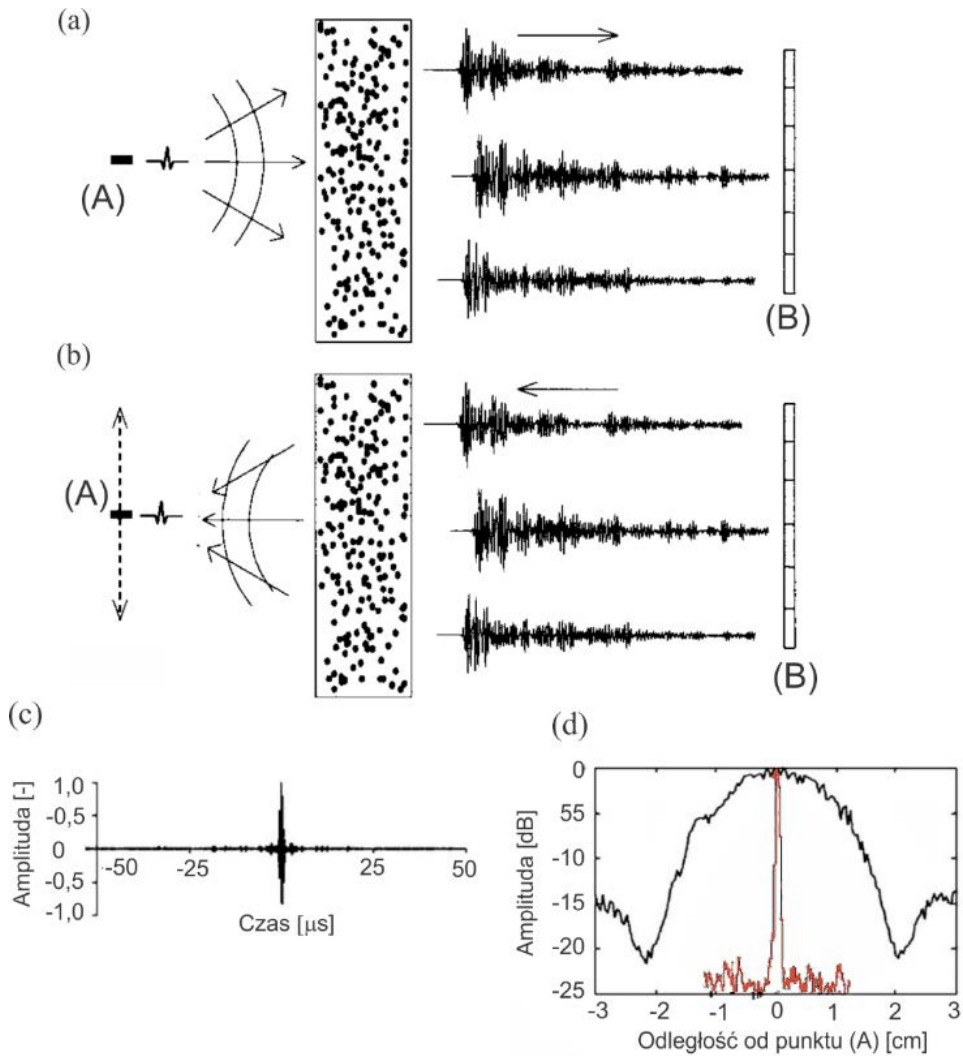 (a)
(A)
(B)
(b)
(A)
(B)
(c)
Amplituda [-]
1,0
-0,5
0
-0,5
-1,0
-50
-25
25
50
Czas [µs]
(d)
Amplituda [dB]
0
55
-10
-15
-20
-25
-3
-2
-1
0
1
2
3
Odległość od punktu (A) [cm]